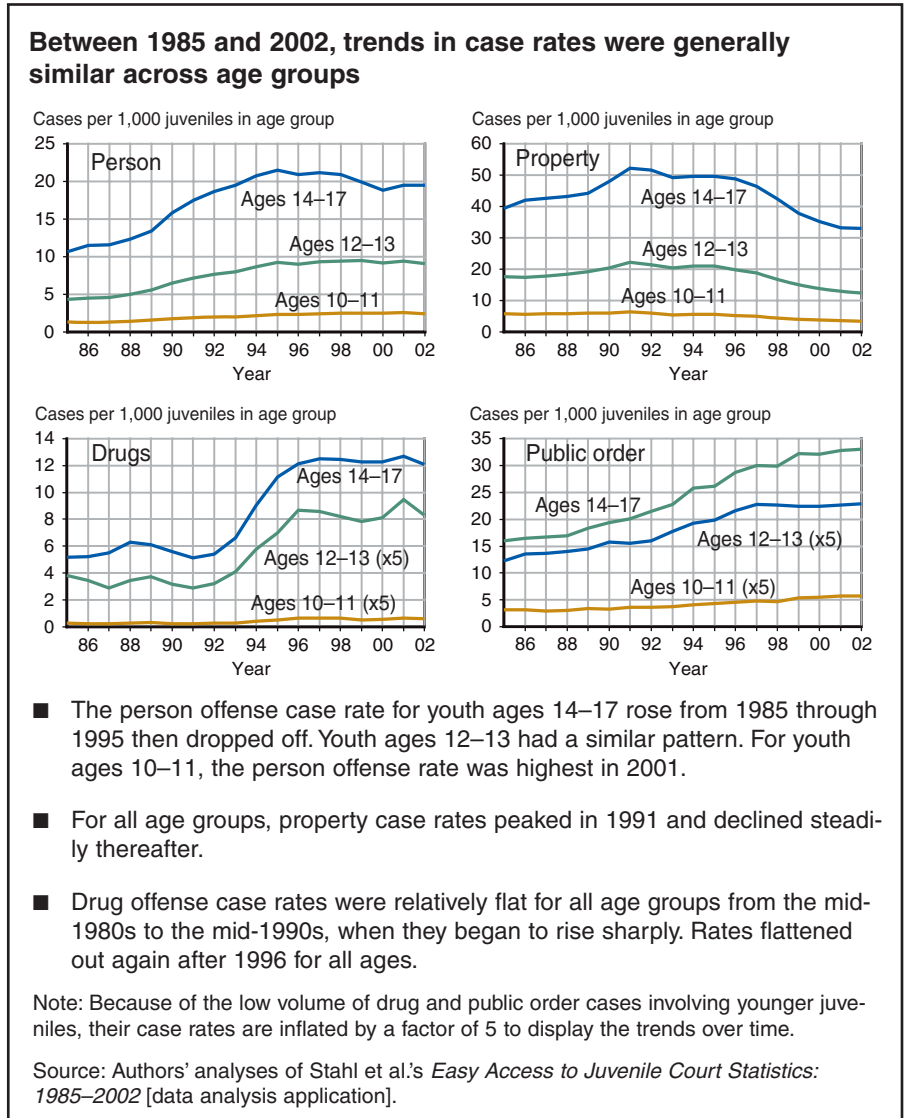 Between 1985 and 2002, trends in case rates were generally
similar across age groups
Cases per 1,000 juveniles in age group
25
20
15
10
5
0
Person
Ages 14–17
Ages 12–13
Ages 10–11
86 88 90 92 94 96 98 00 02
Year
Cases per 1,000 juveniles in age group
60
50
40
30
20
10
0
Property
Ages 14–17
Ages 12–13
Ages 10–11
86 88 90 92 94 96 98 00 02
Year
Cases per 1,000 juveniles in age group
14
12
10
8
6
4
2
0
Drugs
Ages 14–17
Ages 12–13 (x5)
Ages 10–11 (x5)
86 88 90 92 94 96 98 00 02
Year
Cases per 1,000 juveniles in age group
35
30
25
20
15
10
5
0
Public order
Ages 14–17
Ages 12–13 (x5)
Ages 10–11 (x5)
86 88 90 92 94 96 98 00 02
Year
■ The person offense case rate for youth ages 14–17 rose from 1985 through
1995 then dropped off. Youth ages 12–13 had a similar pattern. For youth
ages 10–11, the person offense rate was highest in 2001.
■ For all age groups, property case rates peaked in 1991 and declined steadi-
ly thereafter.
■ Drug offense case rates were relatively flat for all age groups from the mid-
1980s to the mid-1990s, when they began to rise sharply. Rates flattened
out again after 1996 for all ages.
Note: Because of the low volume of drug and public order cases involving younger juve-
niles, their case rates are inflated by a factor of 5 to display the trends over time.
Source: Authors' analyses of Stahl et al.'s Easy Access to Juvenile Court Statistics:
1985–2002 [data analysis application].